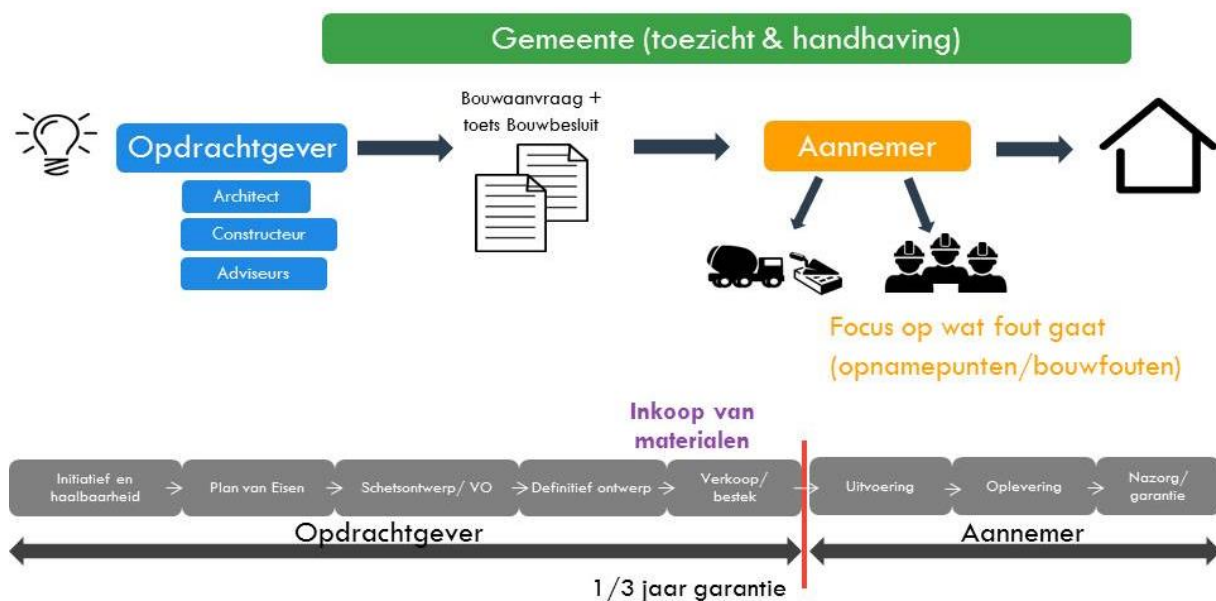 Gemeente (toezicht & handhaving)
Bouwaanvraag +
toets Bouwbesluit
Opdrachtgever
Architect
Constructeur
Adviseurs
Aannemer
Focus op wat fout gaat
(opnamepunten/bouwfouten)
Inkoop van
materialen
Initiatief en
haalbaarheid
Plan van Eisen
Schetsontwerp/ VO
Definitief ontwerp
Verkoop/
bestek
Uitvoering
Oplevering
Nazorg/
garantie
Opdrachtgever
Aannemer
1/3 jaar garantie